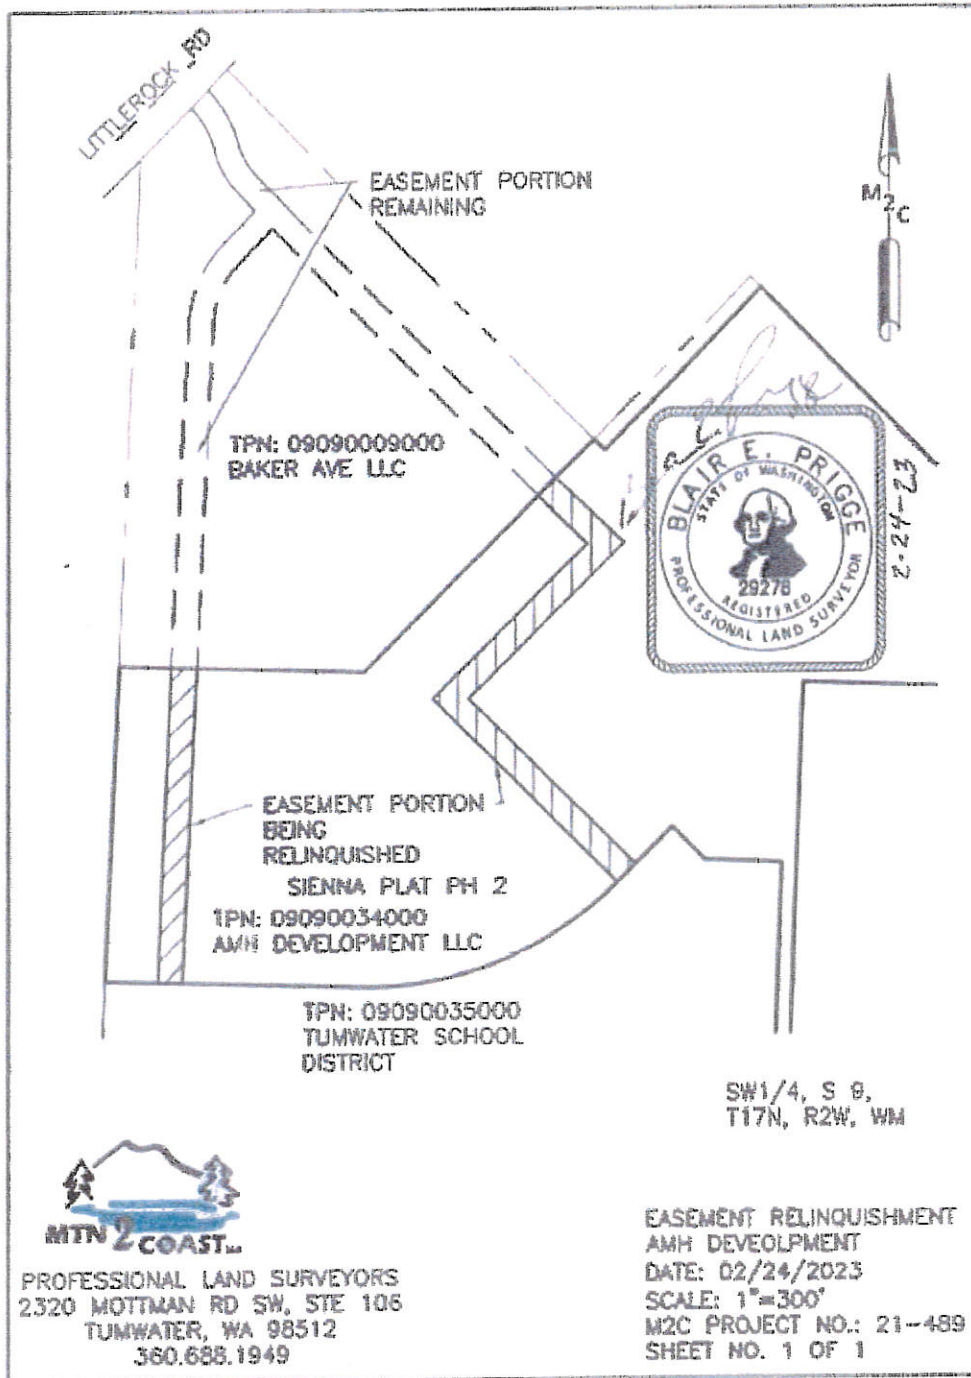 LITTLEROCK RD
EASEMENT PORTION
REMAINING
M2C
TPN: 09090009000
BAKER AVE LLC
BLAIR E. PRIGGE
STATE OF WASHINGTON
29276
REGISTERED
PROFESSIONAL LAND SURVEYOR
2-24-23
EASEMENT PORTION
BEING
RELINQUISHED
SIENNA PLAT PH 2
TPN: 09090034000
AMH DEVELOPMENT LLC
TPN: 09090035000
TUMWATER SCHOOL
DISTRICT
SW1/4, S 9,
T17N, R2W, WM
MTN 2 COAST
PROFESSIONAL LAND SURVEYORS
2320 MOTTMAN RD SW, STE 106
TUMWATER, WA 98512
360.688.1949
EASEMENT RELINQUISHMENT
AMH DEVEOLPMENT
DATE: 02/24/2023
SCALE: 1"=300'
M2C PROJECT NO.: 21-489
SHEET NO. 1 OF 1